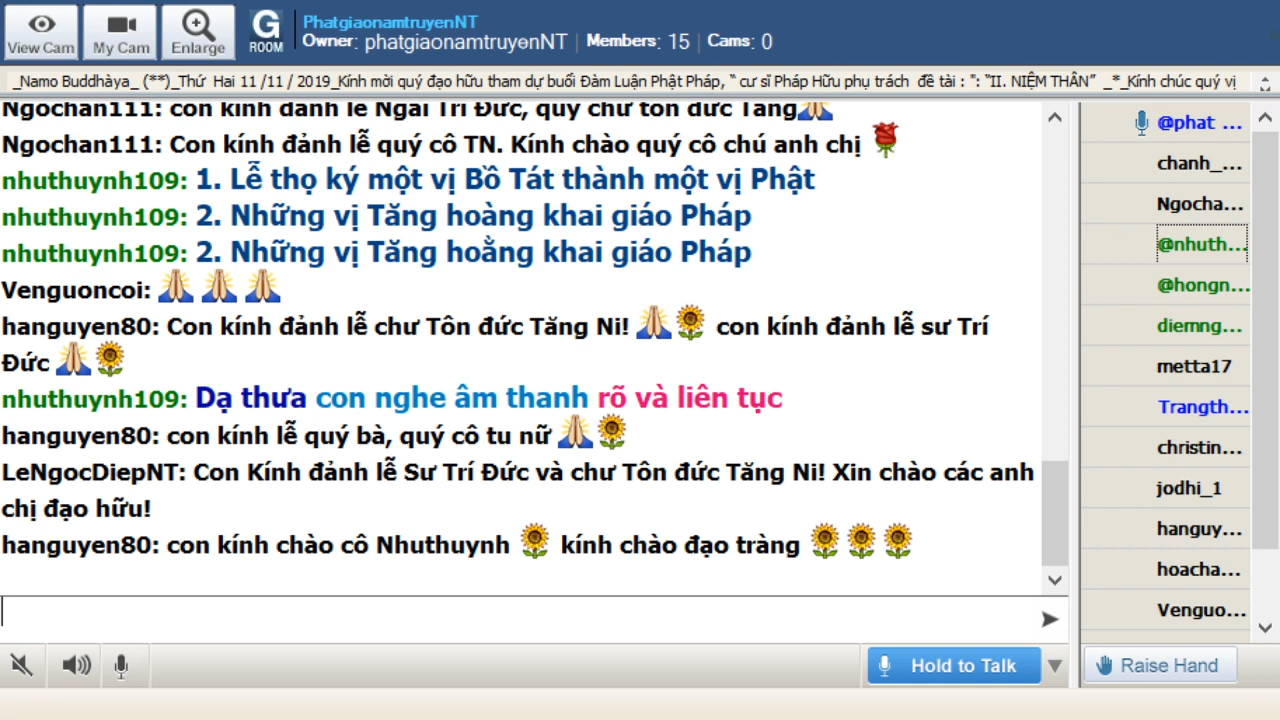 View Cam
My Cam
Enlarge
G
ROOM
PhatgiaonamtruyenNT
Owner: phatgiaonamtruyenNT | Members: 15 | Cams: 0
_Namo Buddhàya_ (**)_Thứ Hai 11 /11 / 2019_Kính mời quý đạo hữu tham dự buổi Đàm Luận Phật Pháp, “ cư sĩ Pháp Hữu phụ trách đề tài : ": “II. NIỆM THÂN” _*_Kính chúc quý vị
Ngochan111: con kính đảnh lễ Ngài Trí Đức, quý chư tôn đức Tăng
Ngochan111: Con kính đảnh lễ quý cô TN. Kính chào quý cô chú anh chị
nhuthuynh109: 1. Lễ thọ ký một vị Bồ Tát thành một vị Phật
nhuthuynh109: 2. Những vị Tăng hoàng khai giáo Pháp
nhuthuynh109: 2. Những vị Tăng hoằng khai giáo Pháp
Venguoncoi:
hanguyen80: Con kính đảnh lễ chư Tôn đức Tăng Ni! con kính đảnh lễ sư Trí
Đức
nhuthuynh109: Dạ thưa con nghe âm thanh rõ và liên tục
hanguyen80: con kính lễ quý bà, quý cô tu nữ
LeNgocDiepNT: Con Kính đảnh lễ Sư Trí Đức và chư Tôn đức Tăng Ni! Xin chào các anh
chị đạo hữu!
hanguyen80: con kính chào cô Nhuthuynh kính chào đạo tràng
Hold to Talk
@phat ...
chanh_...
Ngocha...
@nhuth...
@hongn...
diemng...
metta17
Trangth...
christin...
jodhi_1
hanguy...
hoacha...
Venguo...
Raise Hand